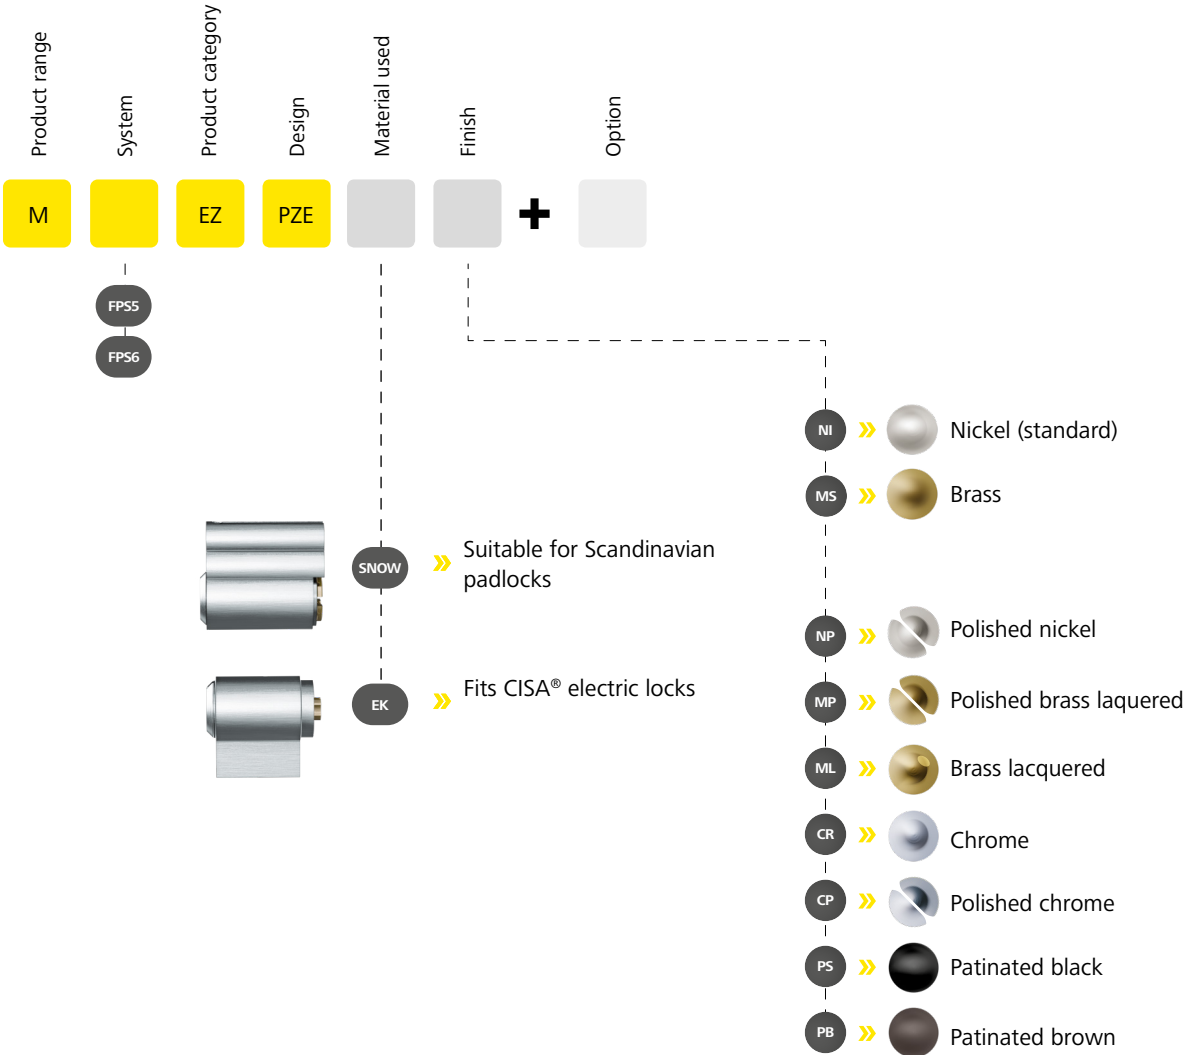 Product range
System
Product category
Design
Material used
Finish
Option
M
EZ
PZE
FPS5
FPS6
SNOW
Suitable for Scandinavian
padlocks
EK
Fits CISA® electric locks
NI
Nickel (standard)
MS
Brass
NP
Polished nickel
MP
Polished brass laquered
ML
Brass lacquered
CR
Chrome
CP
Polished chrome
PS
Patinated black
PB
Patinated brown